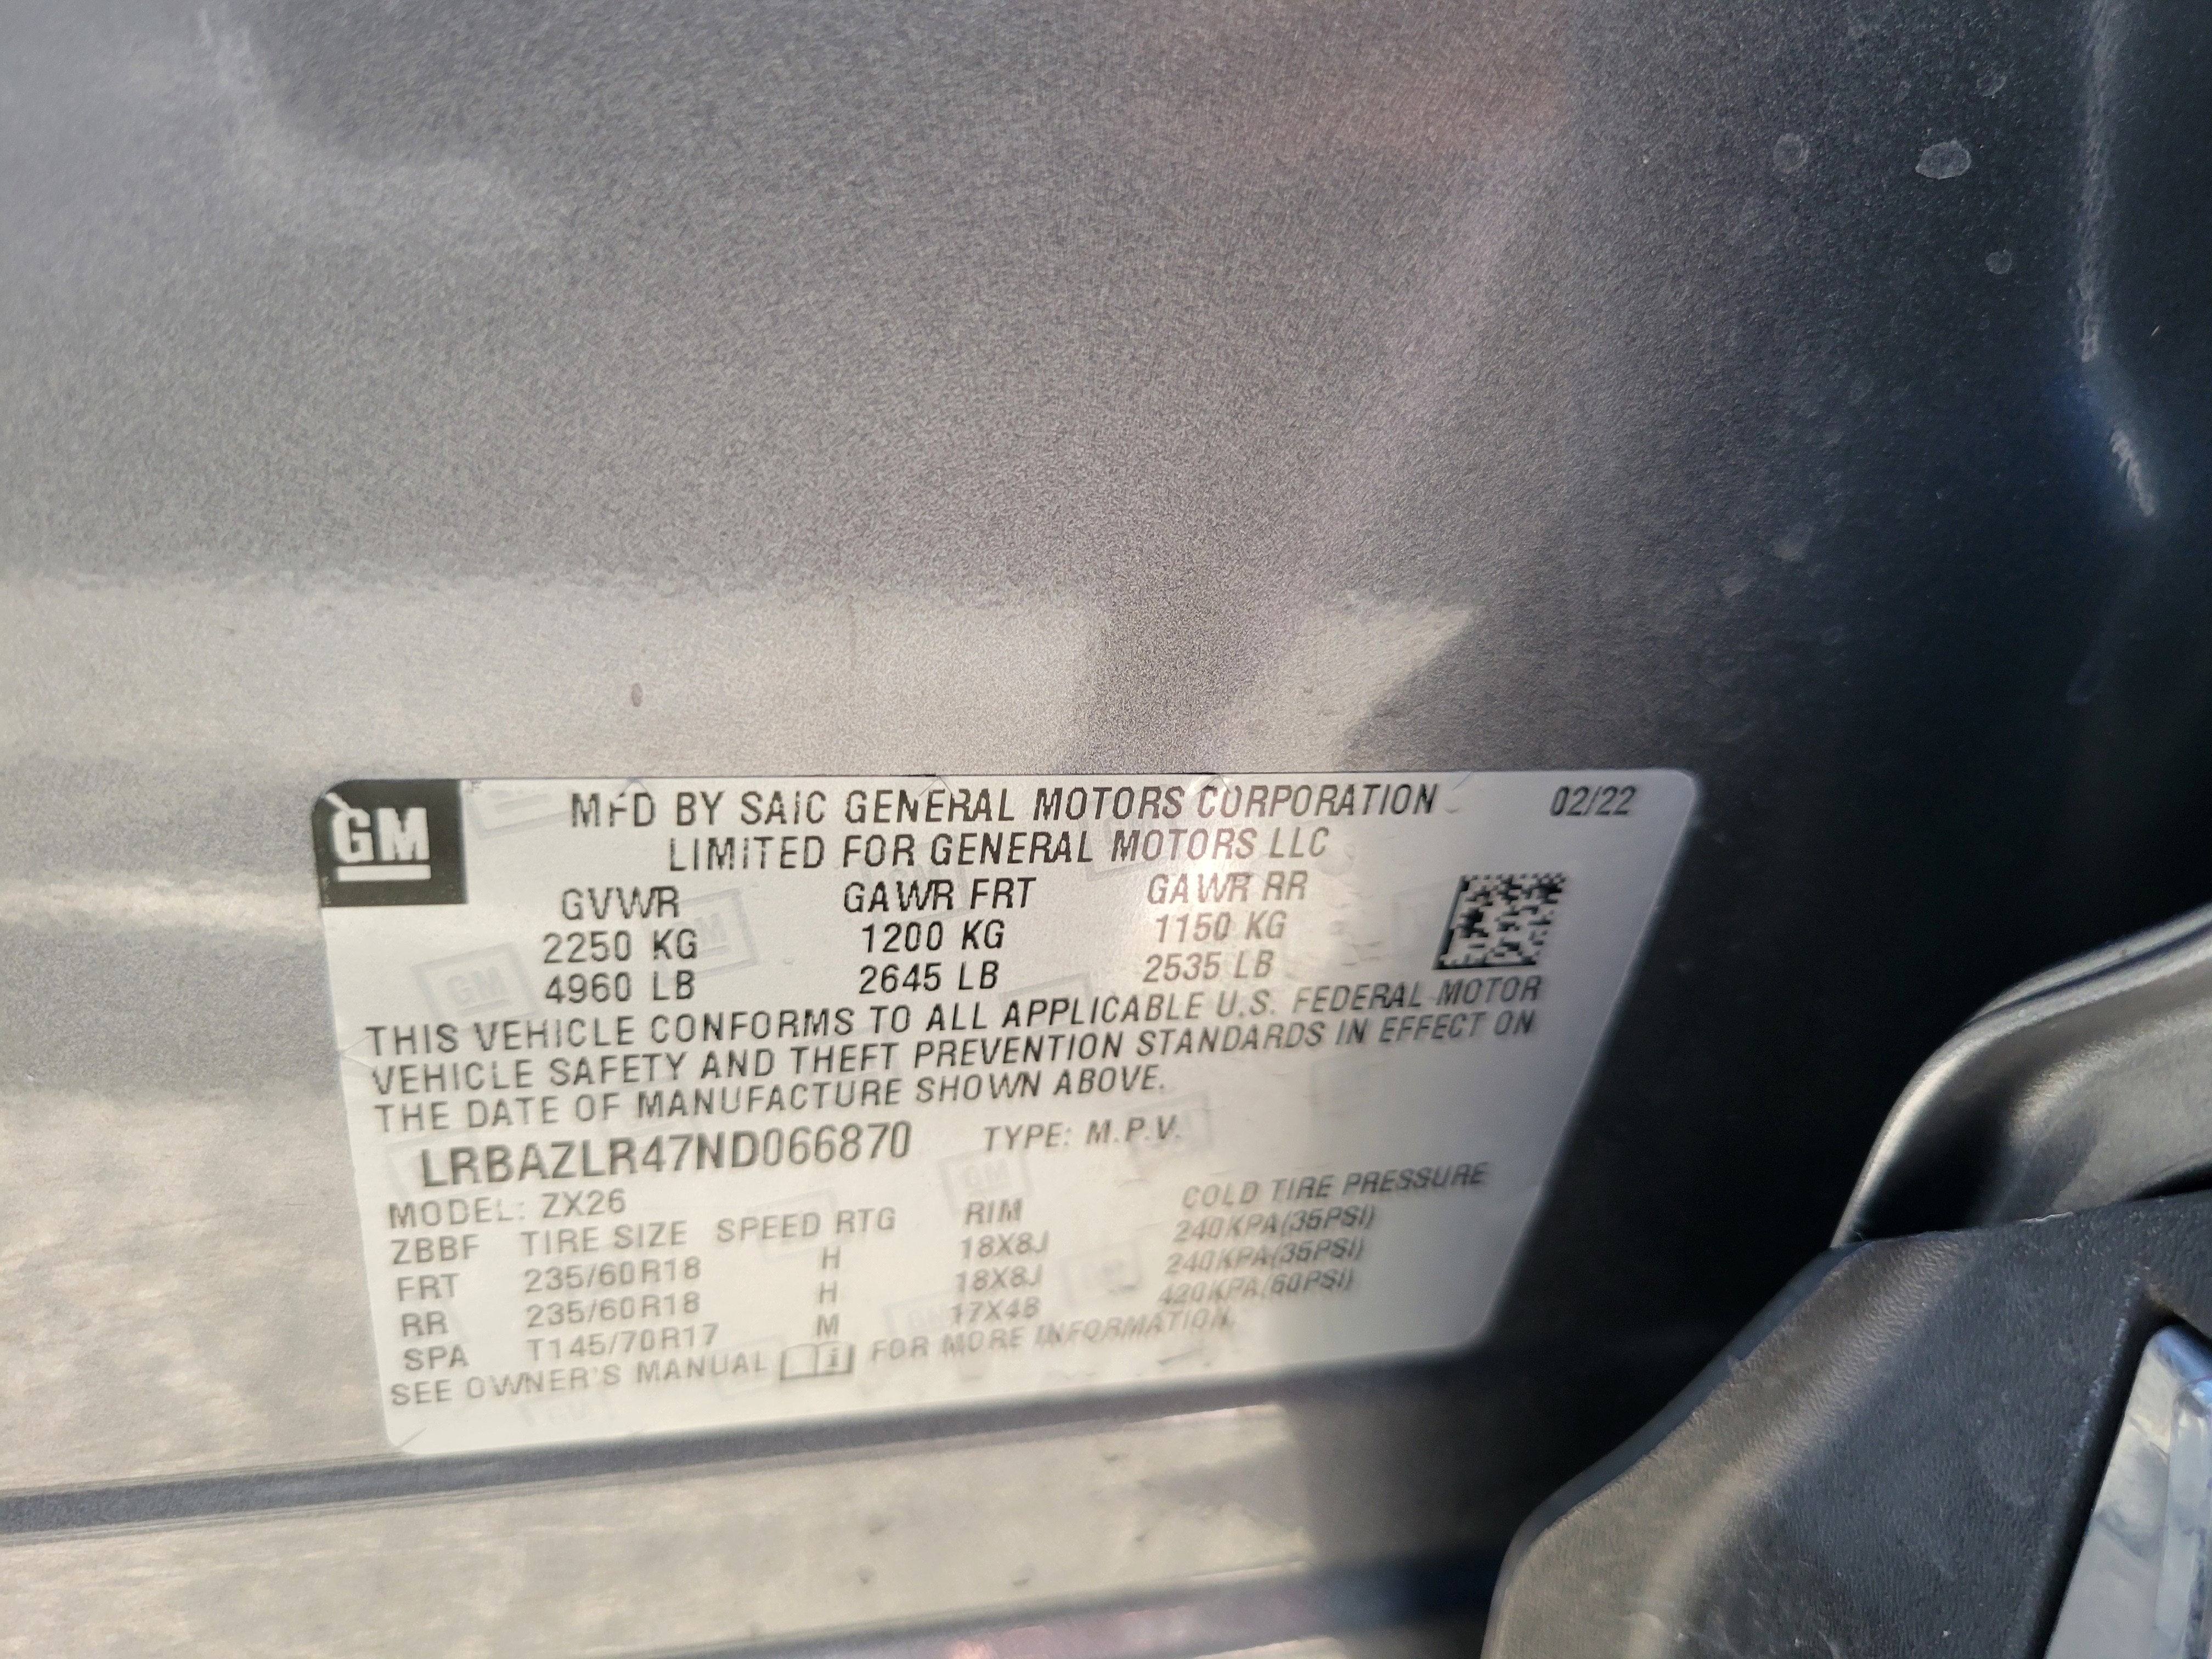 GM
MFD BY SAIC GENERAL MOTORS CORPORATION 02/22
LIMITED FOR GENERAL MOTORS LLC
GVWR GAWR FRT GAWR RR
2250 KG 1200 KG 1150 KG
4960 LB 2645 LB 2535 LB
THIS VEHICLE CONFORMS TO ALL APPLICABLE U.S. FEDERAL MOTOR
VEHICLE SAFETY AND THEFT PREVENTION STANDARDS IN EFFECT ON
THE DATE OF MANUFACTURE SHOWN ABOVE.
LRBAZLR47ND066870 TYPE: M.P.V.
MODEL: ZX26
ZBBF TIRE SIZE SPEED RTG RIM COLD TIRE PRESSURE
FRT 235/60R18 H 18X8J 240KPA(35PSI)
RR 235/60R18 H 18X8J 240KPA(35PSI)
SPA T145/70R17 M 17X4B 420KPA(60PSI)
SEE OWNER'S MANUAL i FOR MORE INFORMATION.